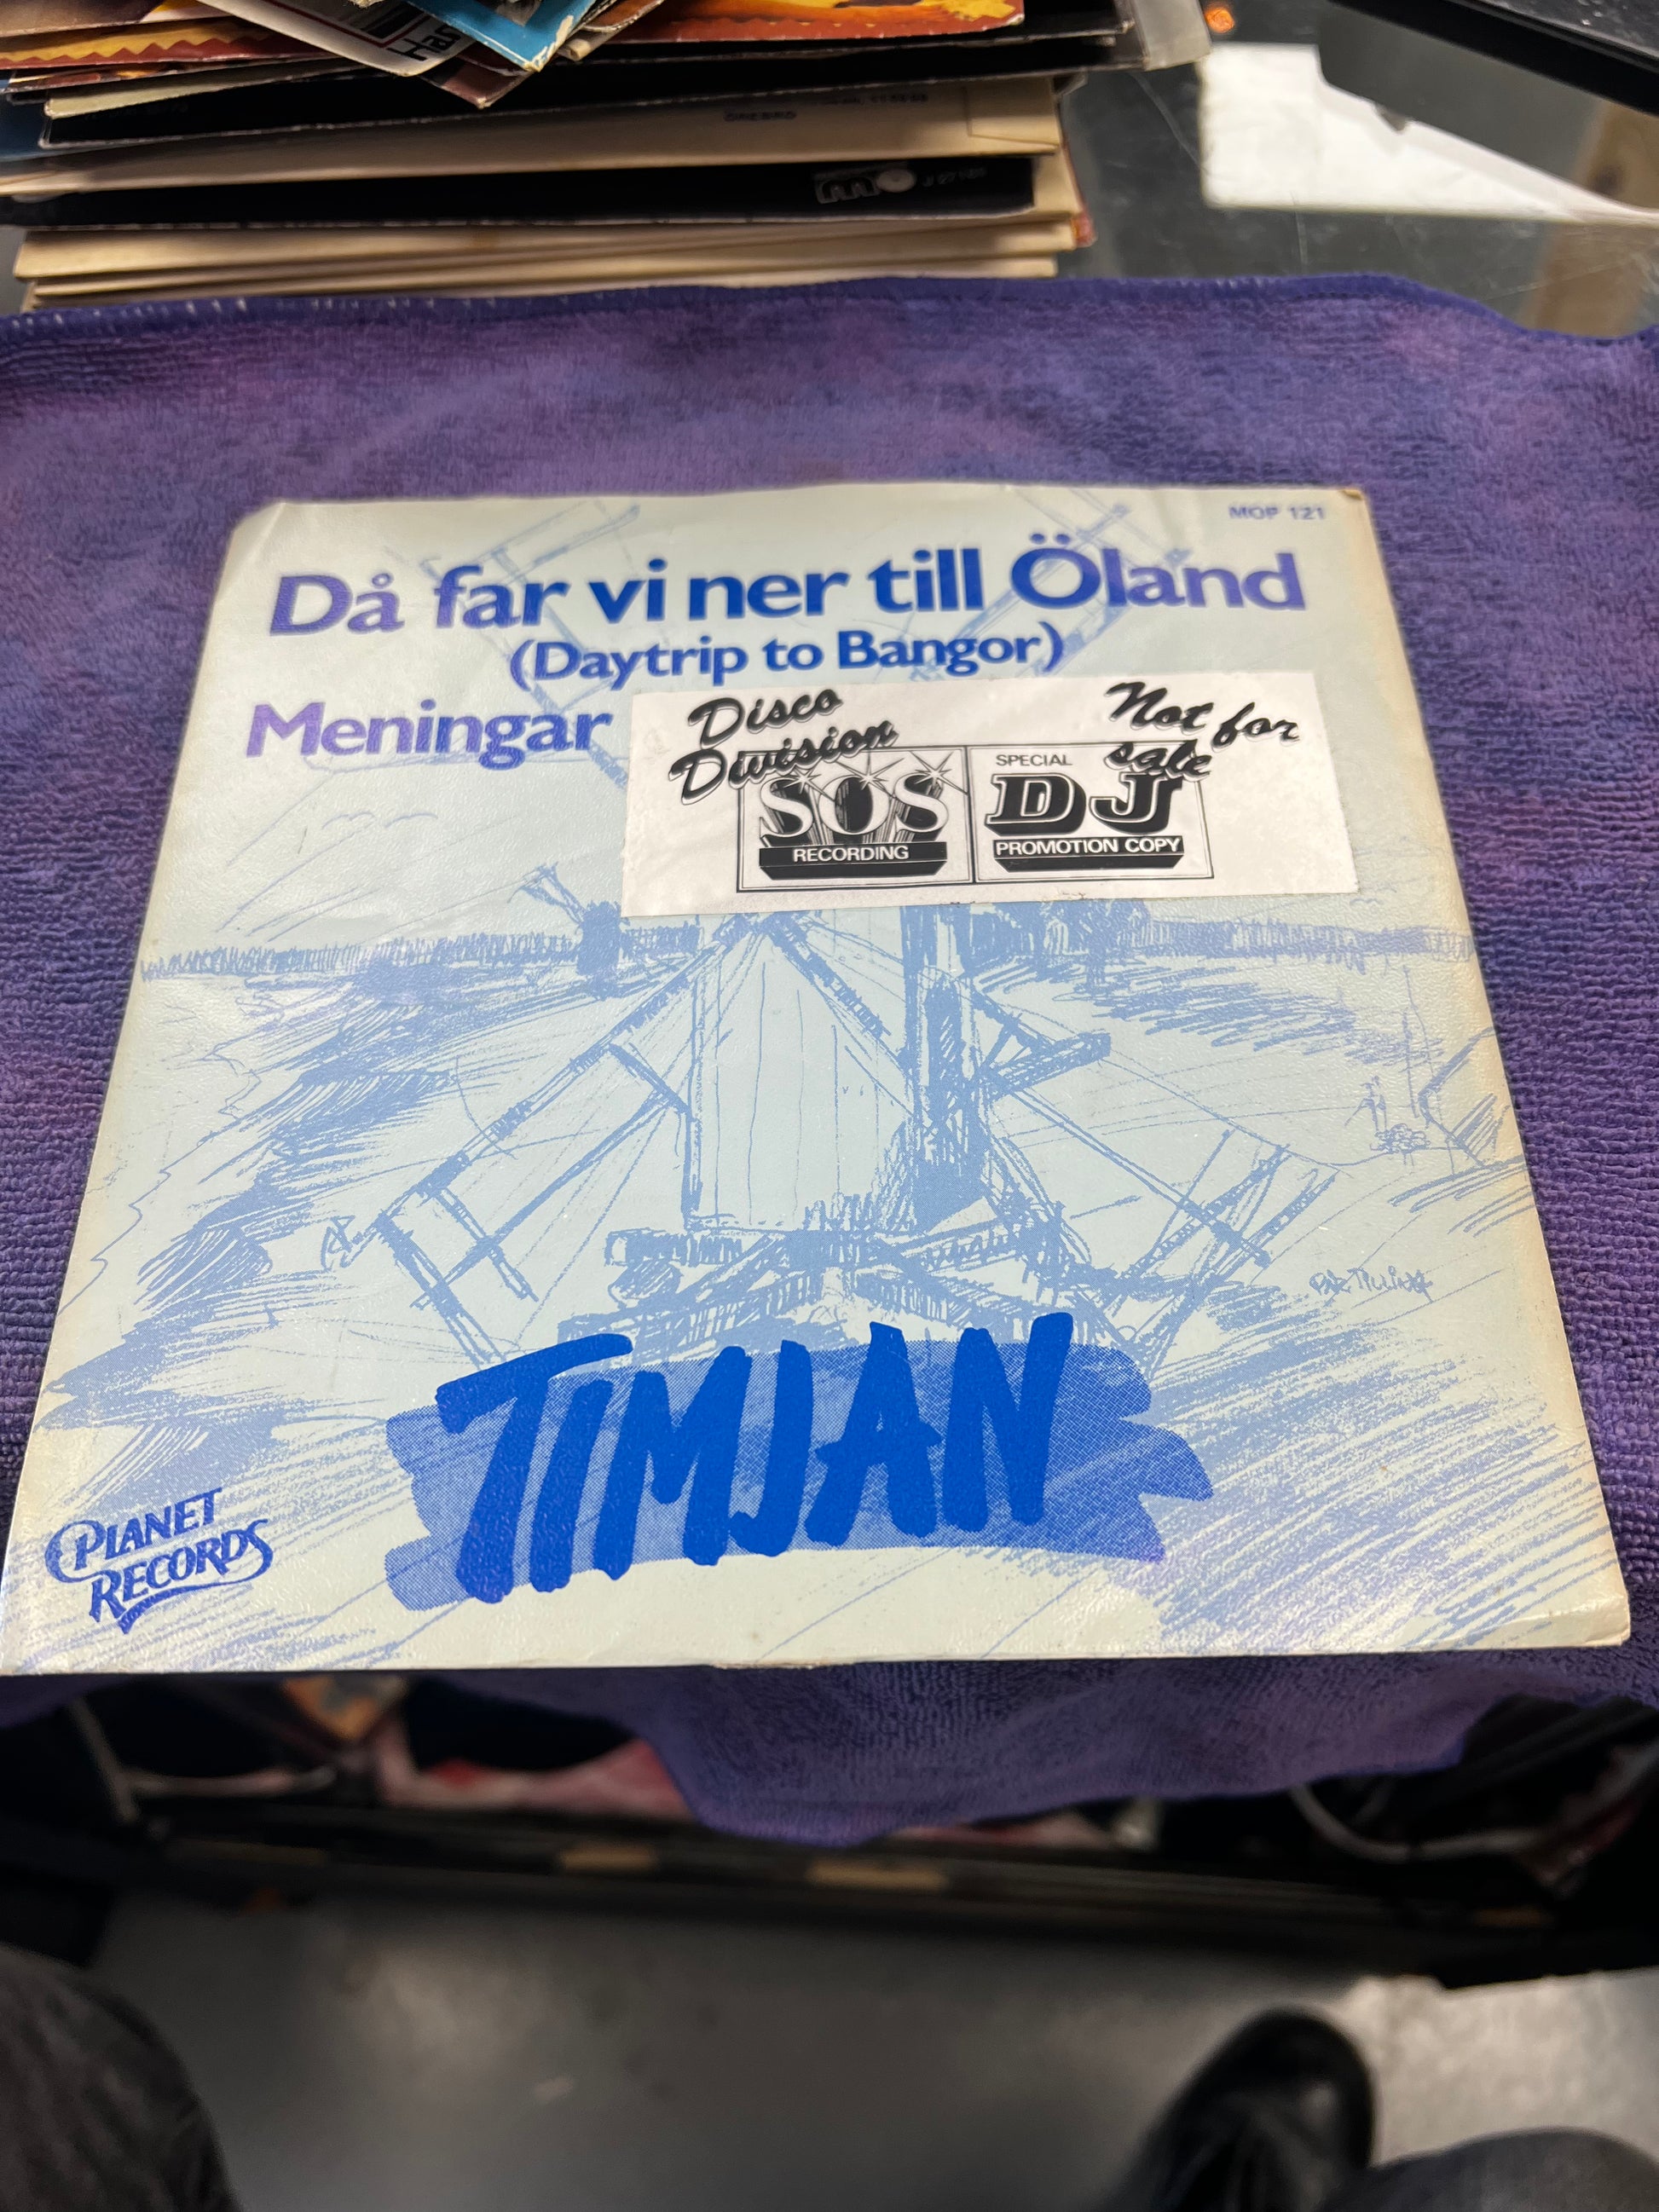 MOP 121
Då far vi ner till Öland
(Daytrip to Bangor)
Meningar
Disco
Division
Not for
sale
SOS
RECORDING
SPECIAL
DJ
PROMOTION COPY
TIMJAN
PLANET
RECORDS